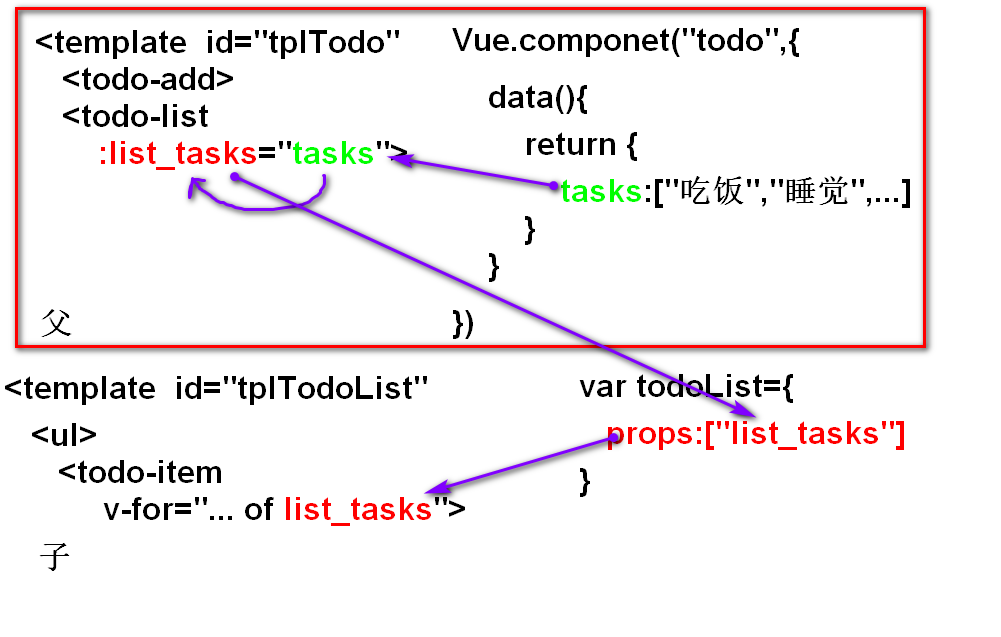 <template id="tplTodo"
<todo-add>
<todo-list
:list_tasks="tasks">
父
Vue.componet("todo",{
data(){
return {
tasks:["吃饭","睡觉",...]
}
}
})
<template id="tplTodoList"
<ul>
<todo-item
v-for="... of list_tasks">
子
var todoList={
props:["list_tasks"]
}